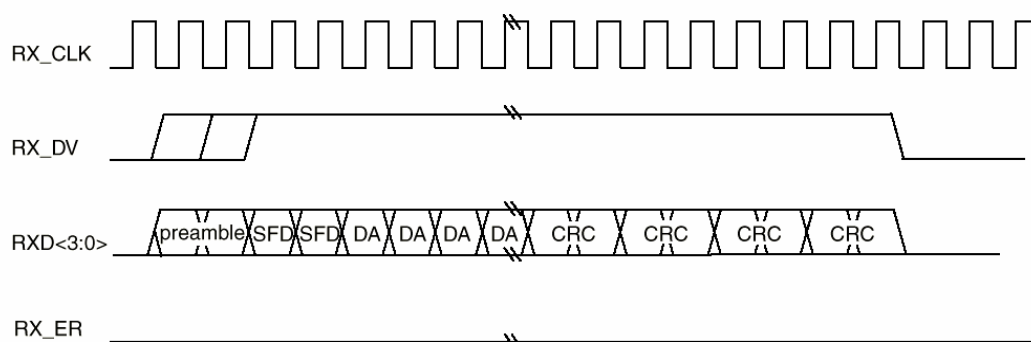 RX_CLK
RX_DV
RXD<3:0>
preamble SFD SFD DA DA DA DA CRC CRC CRC CRC
RX_ER